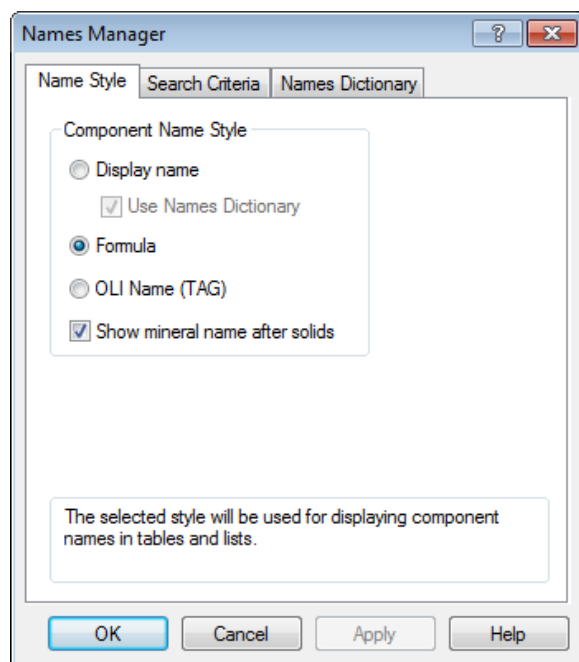 Names Manager
?
Name Style
Search Criteria
Names Dictionary
Component Name Style
Display name
Use Names Dictionary
Formula
OLI Name (TAG)
Show mineral name after solids
The selected style will be used for displaying component
names in tables and lists.
OK
Cancel
Apply
Help